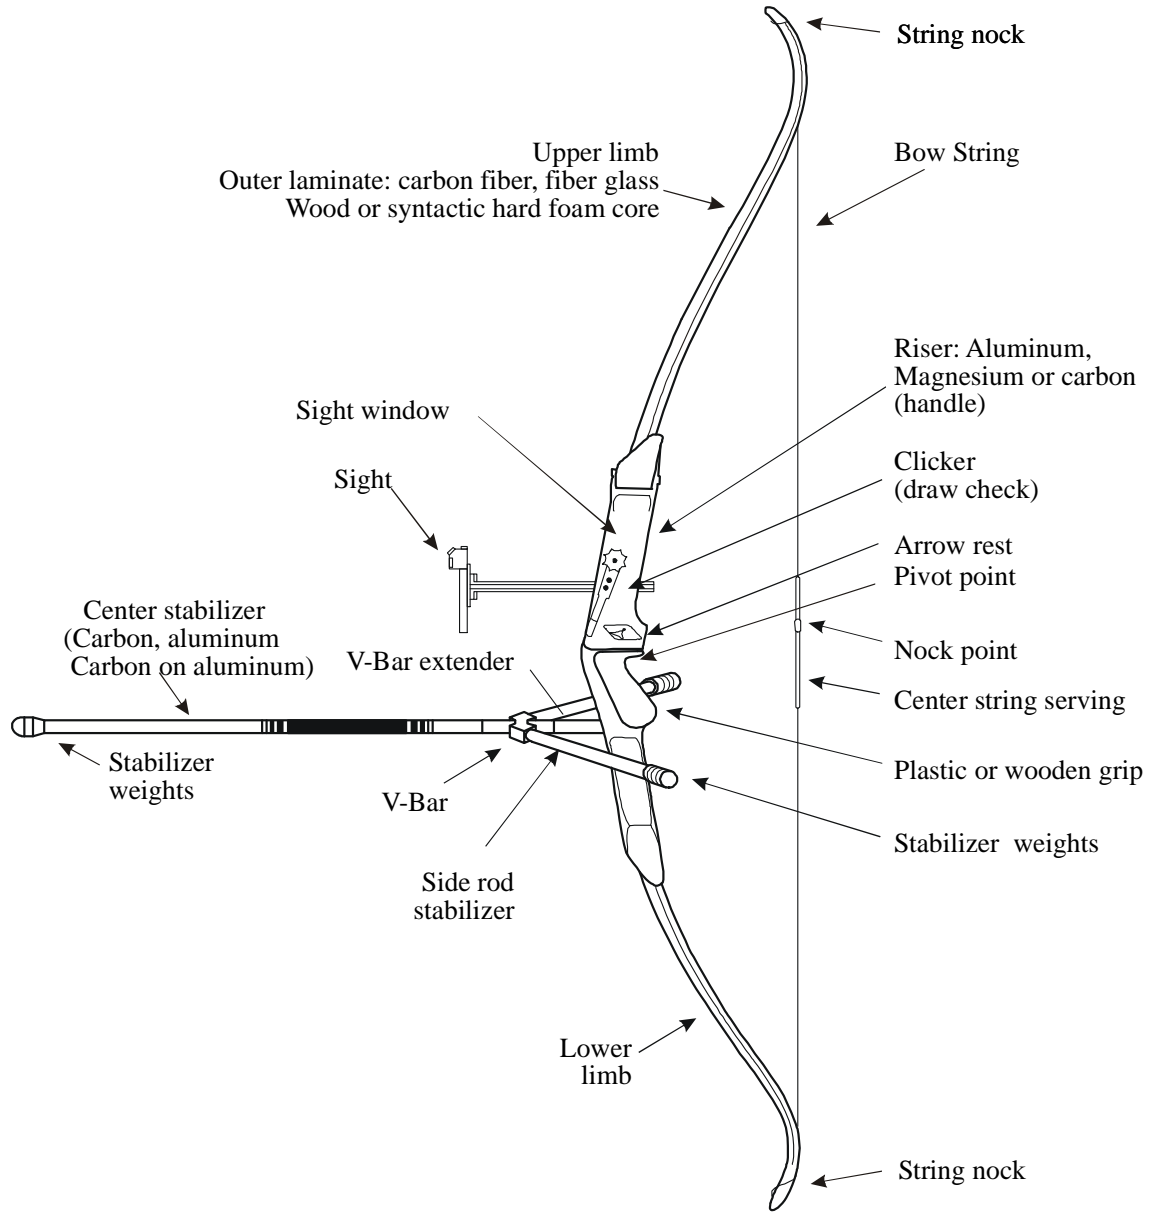 String nock
Upper limb
Outer laminate: carbon fiber, fiber glass
Wood or syntactic hard foam core
Bow String
Riser: Aluminum,
Magnesium or carbon
(handle)
Sight window
Clicker
(draw check)
Sight
Arrow rest
Pivot point
Center stabilizer
(Carbon, aluminum
Carbon on aluminum)
V-Bar extender
Nock point
Center string serving
Stabilizer
weights
V-Bar
Plastic or wooden grip
Stabilizer weights
Side rod
stabilizer
Lower
limb
String nock